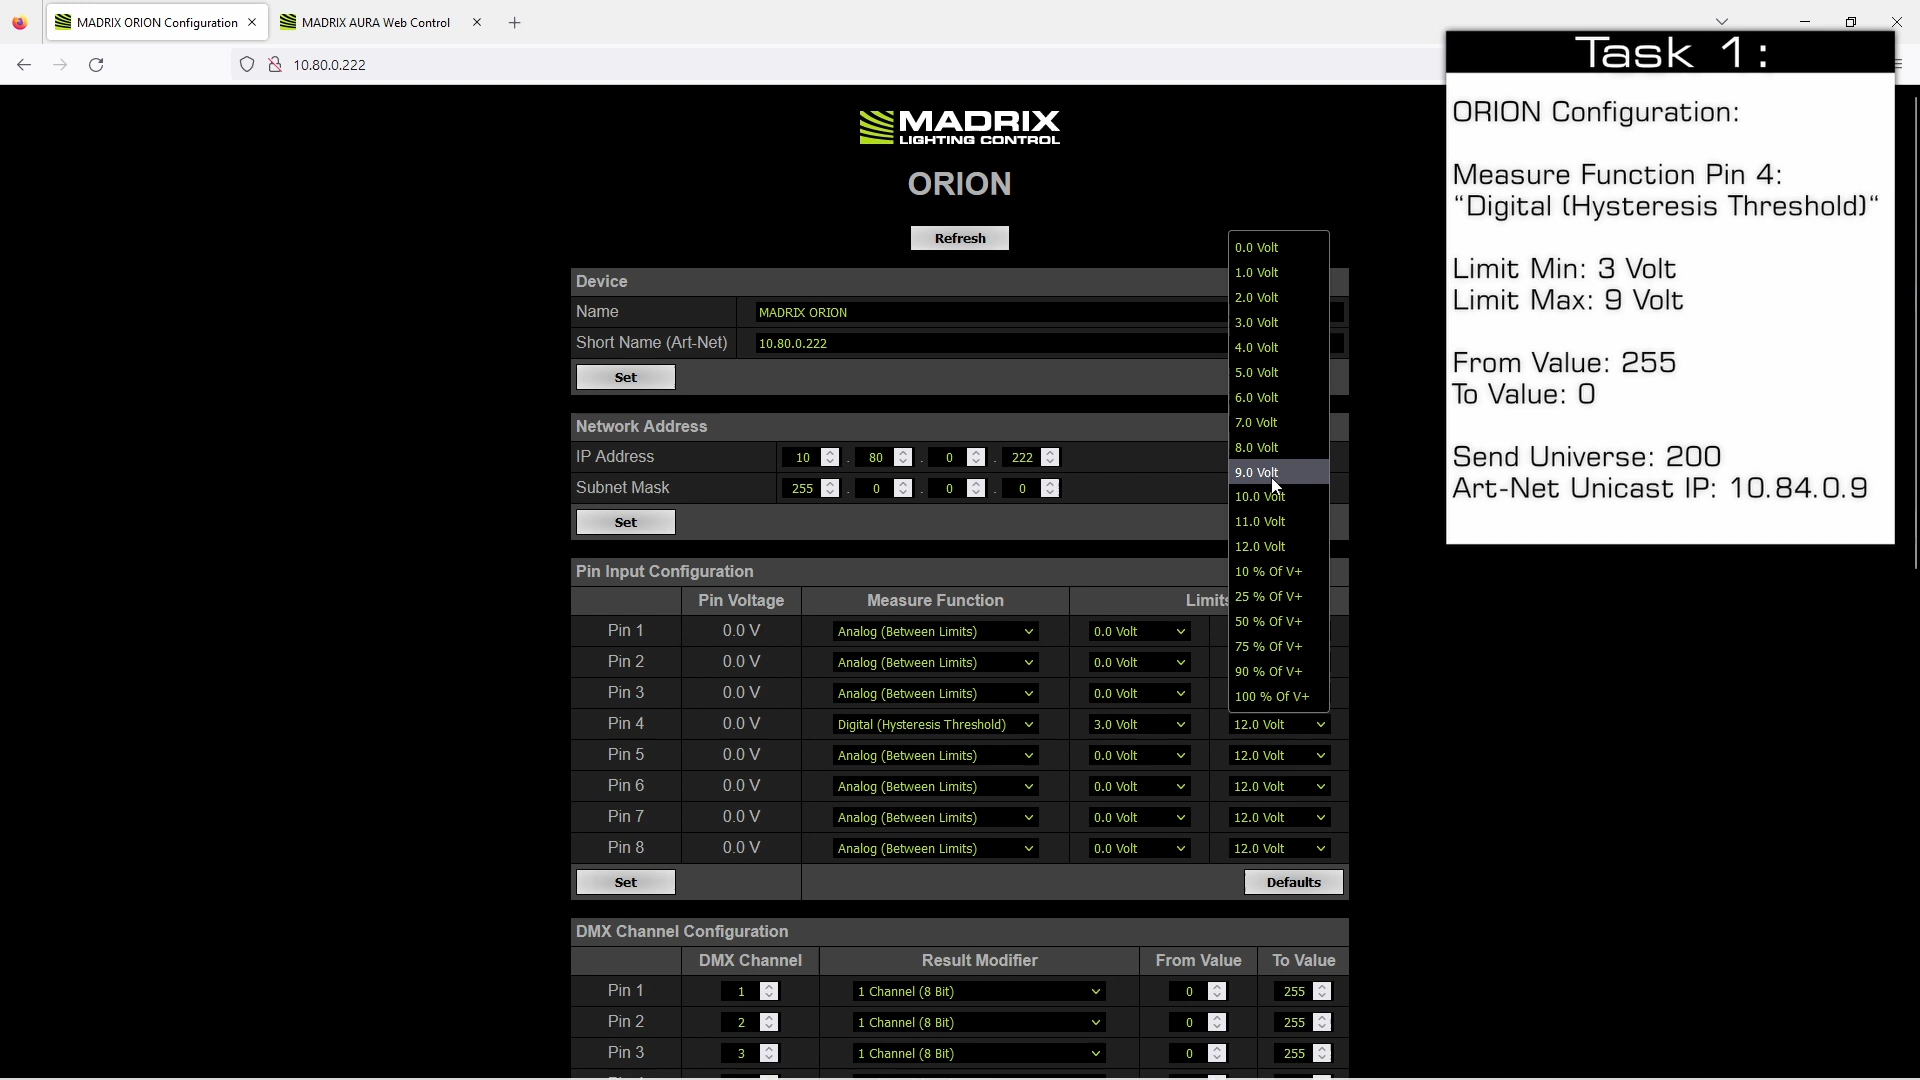 MADRIX ORION Configuration
MADRIX AURA Web Control
10.80.0.222
Task 1:
ORION Configuration:
Measure Function Pin 4:
“Digital (Hysteresis Threshold)“
Limit Min: 3 Volt
Limit Max: 9 Volt
From Value: 255
To Value: 0
Send Universe: 200
Art-Net Unicast IP: 10.84.0.9
MADRIX
LIGHTING CONTROL
ORION
Refresh
Device
Name MADRIX ORION
Short Name (Art-Net) 10.80.0.222
Set
Network Address
IP Address 10 . 80 . 0 . 222
Subnet Mask 255 . 0 . 0 . 0
Set
0.0 Volt
1.0 Volt
2.0 Volt
3.0 Volt
4.0 Volt
5.0 Volt
6.0 Volt
7.0 Volt
8.0 Volt
9.0 Volt
10.0 Volt
11.0 Volt
12.0 Volt
10 % Of V+
25 % Of V+
50 % Of V+
75 % Of V+
90 % Of V+
100 % Of V+
Pin Input Configuration
Pin Voltage Measure Function Limits
Pin 1 0.0 V Analog (Between Limits) 0.0 Volt
Pin 2 0.0 V Analog (Between Limits) 0.0 Volt
Pin 3 0.0 V Analog (Between Limits) 0.0 Volt
Pin 4 0.0 V Digital (Hysteresis Threshold) 3.0 Volt 12.0 Volt
Pin 5 0.0 V Analog (Between Limits) 0.0 Volt 12.0 Volt
Pin 6 0.0 V Analog (Between Limits) 0.0 Volt 12.0 Volt
Pin 7 0.0 V Analog (Between Limits) 0.0 Volt 12.0 Volt
Pin 8 0.0 V Analog (Between Limits) 0.0 Volt 12.0 Volt
Set Defaults
DMX Channel Configuration
DMX Channel Result Modifier From Value To Value
Pin 1 1 1 Channel (8 Bit) 0 255
Pin 2 2 1 Channel (8 Bit) 0 255
Pin 3 3 1 Channel (8 Bit) 0 255